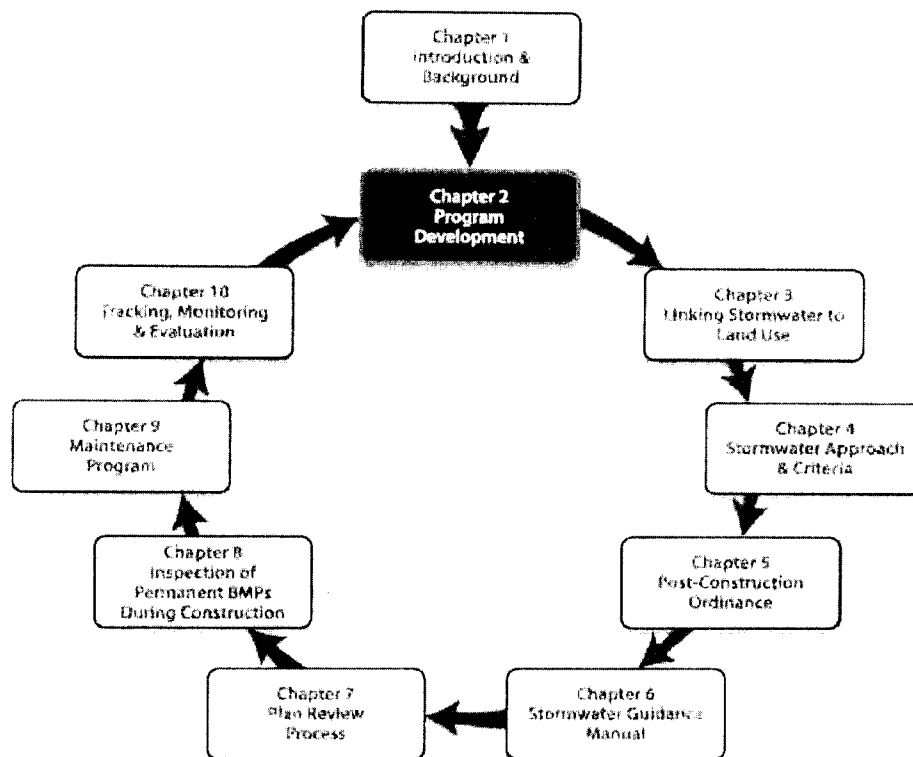 Chapter 1
Introduction &
Background
Chapter 2
Program
Development
Chapter 3
Linking Stormwater to
Land Use
Chapter 4
Stormwater Approach
& Criteria
Chapter 5
Post-Construction
Ordinance
Chapter 6
Stormwater Guidance
Manual
Chapter 7
Plan Review
Process
Chapter 8
Inspection of
Permanent BMPs
During Construction
Chapter 9
Maintenance
Program
Chapter 10
Tracking, Monitoring
& Evaluation